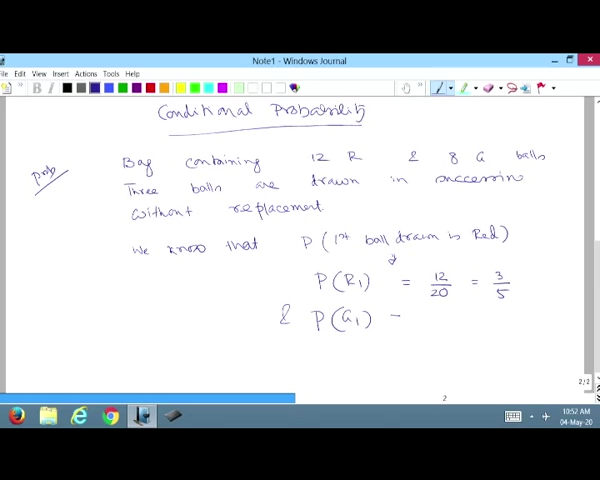 Note1 - Windows Journal
File Edit View Insert Actions Tools Help
Conditional Probability
Prob
Bag containing 12 R & 8 G balls
Three balls are drawn in succession
without replacement.
We know that P(1st ball drawn is Red)
P(R1) = 12/20 = 3/5
& P(G1) =
2/2
2
10:52 AM
04-May-20